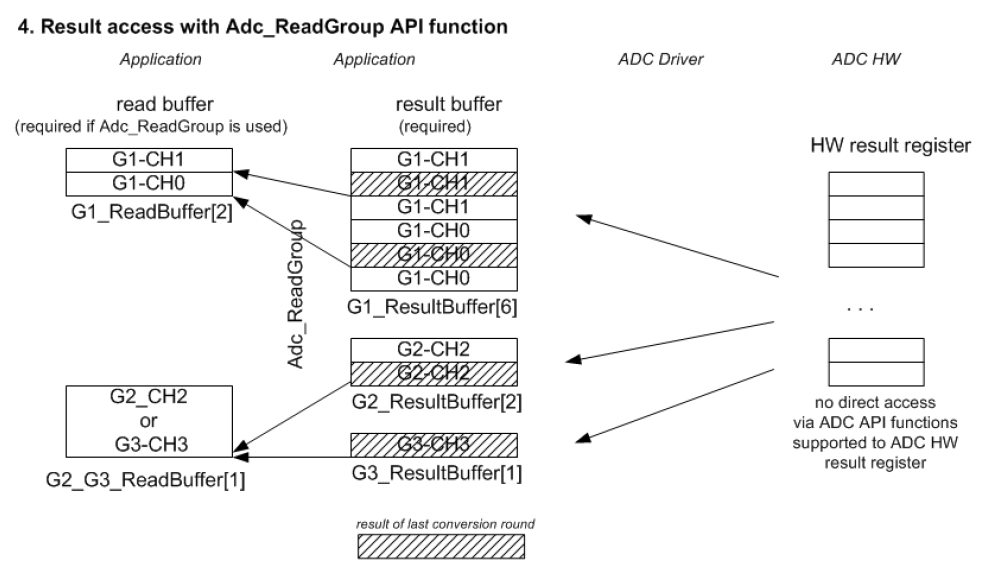 4. Result access with Adc_ReadGroup API function
Application
Application
ADC Driver
ADC HW
read buffer
(required if Adc_ReadGroup is used)
G1-CH1
G1-CH0
G1_ReadBuffer[2]
G2_CH2
or
G3-CH3
G2_G3_ReadBuffer[1]
Adc_ReadGroup
result buffer
(required)
G1-CH1
G1-CH1
G1-CH1
G1-CH0
G1-CH0
G1-CH0
G1_ResultBuffer[6]
G2-CH2
G2-CH2
G2_ResultBuffer[2]
G3-CH3
G3_ResultBuffer[1]
result of last conversion round
HW result register
. . .
no direct access
via ADC API functions
supported to ADC HW
result register